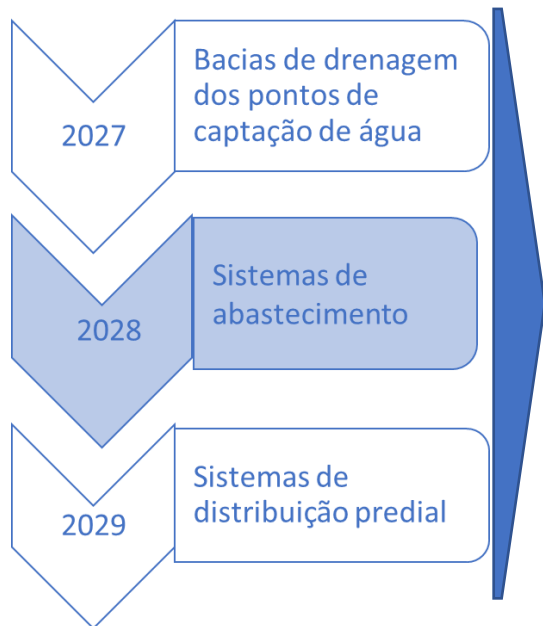 2027
Bacias de drenagem
dos pontos de
captação de água
2028
Sistemas de
abastecimento
2029
Sistemas de
distribuição predial